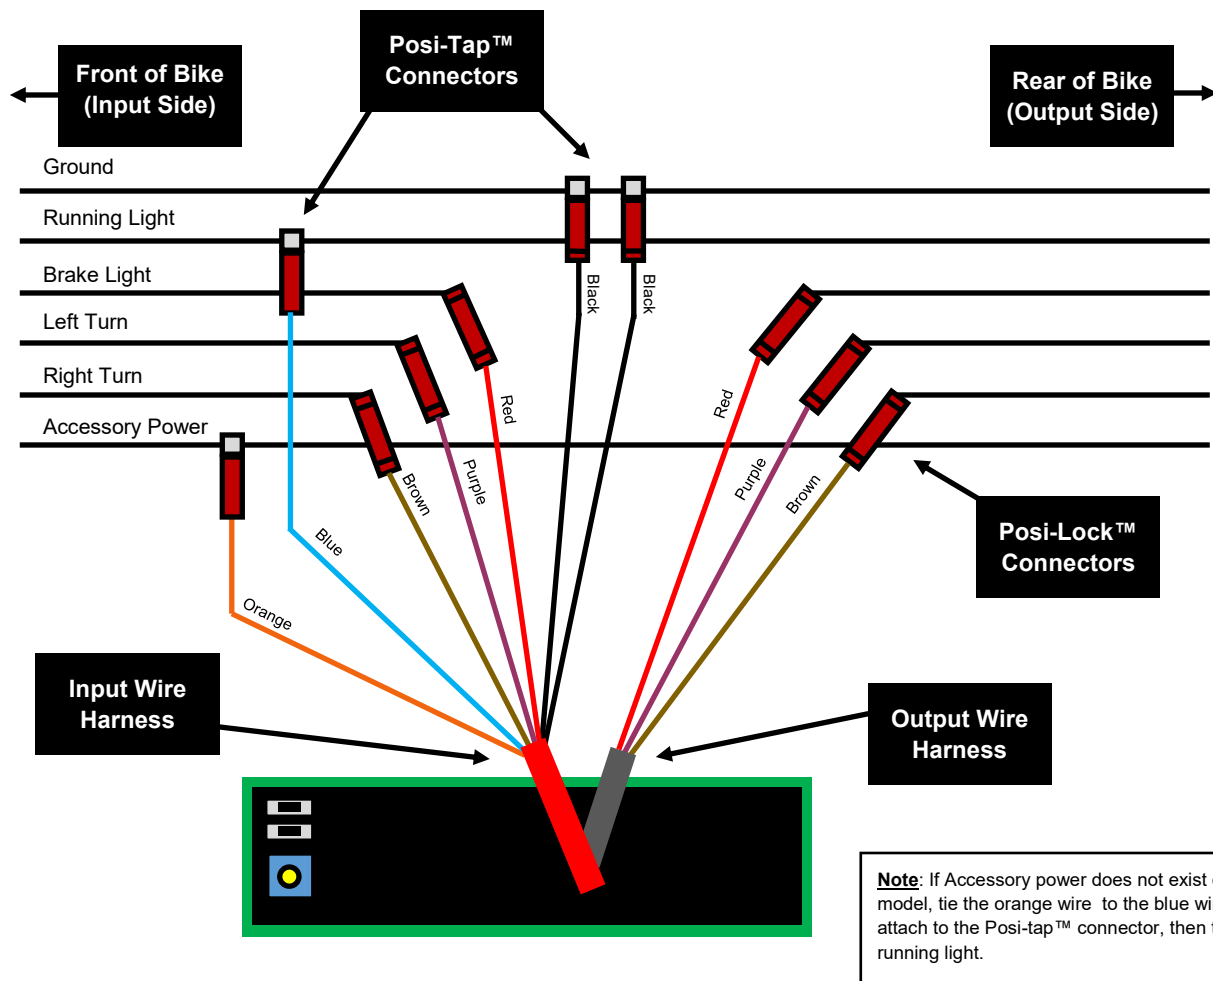 Posi-Tap™
Connectors
Front of Bike
(Input Side)
Rear of Bike
(Output Side)
Ground
Running Light
Brake Light
Left Turn
Right Turn
Accessory Power
Black
Black
Red
Purple
Brown
Blue
Orange
Red
Purple
Brown
Posi-Lock™
Connectors
Input Wire
Harness
Output Wire
Harness
Note: If Accessory power does not exist
model, tie the orange wire to the blue
attach to the Posi-tap™ connector, then
running light.